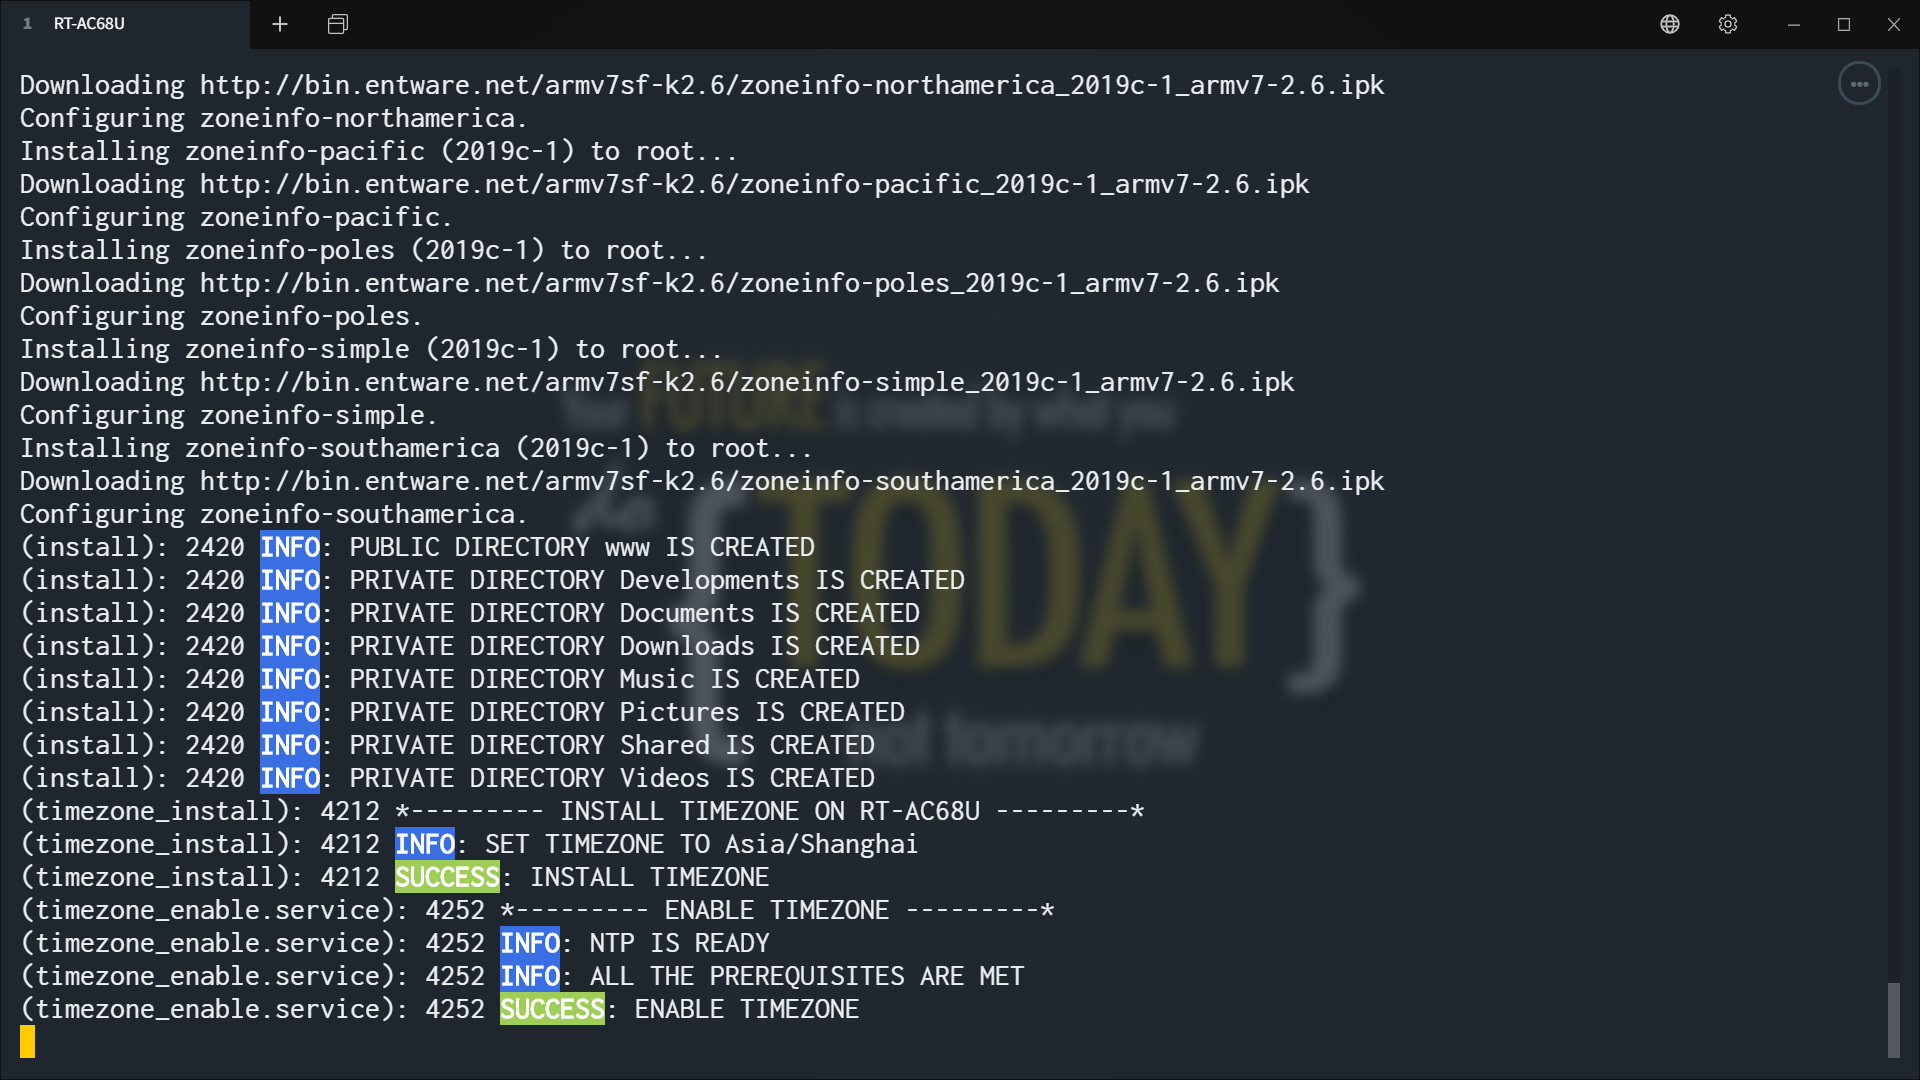 1 RT-AC68U
Downloading http://bin.entware.net/armv7sf-k2.6/zoneinfo-northamerica_2019c-1_armv7-2.6.ipk
Configuring zoneinfo-northamerica.
Installing zoneinfo-pacific (2019c-1) to root...
Downloading http://bin.entware.net/armv7sf-k2.6/zoneinfo-pacific_2019c-1_armv7-2.6.ipk
Configuring zoneinfo-pacific.
Installing zoneinfo-poles (2019c-1) to root...
Downloading http://bin.entware.net/armv7sf-k2.6/zoneinfo-poles_2019c-1_armv7-2.6.ipk
Configuring zoneinfo-poles.
Installing zoneinfo-simple (2019c-1) to root...
Downloading http://bin.entware.net/armv7sf-k2.6/zoneinfo-simple_2019c-1_armv7-2.6.ipk
Configuring zoneinfo-simple.
Installing zoneinfo-southamerica (2019c-1) to root...
Downloading http://bin.entware.net/armv7sf-k2.6/zoneinfo-southamerica_2019c-1_armv7-2.6.ipk
Configuring zoneinfo-southamerica.
(install): 2420 INFO: PUBLIC DIRECTORY www IS CREATED
(install): 2420 INFO: PRIVATE DIRECTORY Developments IS CREATED
(install): 2420 INFO: PRIVATE DIRECTORY Documents IS CREATED
(install): 2420 INFO: PRIVATE DIRECTORY Downloads IS CREATED
(install): 2420 INFO: PRIVATE DIRECTORY Music IS CREATED
(install): 2420 INFO: PRIVATE DIRECTORY Pictures IS CREATED
(install): 2420 INFO: PRIVATE DIRECTORY Shared IS CREATED
(install): 2420 INFO: PRIVATE DIRECTORY Videos IS CREATED
(timezone_install): 4212 *--------- INSTALL TIMEZONE ON RT-AC68U ---------*
(timezone_install): 4212 INFO: SET TIMEZONE TO Asia/Shanghai
(timezone_install): 4212 SUCCESS: INSTALL TIMEZONE
(timezone_enable.service): 4252 *--------- ENABLE TIMEZONE ---------*
(timezone_enable.service): 4252 INFO: NTP IS READY
(timezone_enable.service): 4252 INFO: ALL THE PREREQUISITES ARE MET
(timezone_enable.service): 4252 SUCCESS: ENABLE TIMEZONE
Your FUTURE is created by what you
do {TODAY}
not tomorrow